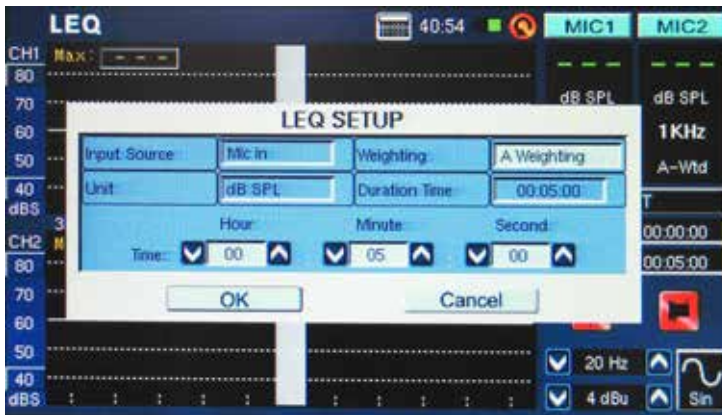 LEQ 40:54 MIC1 MIC2
CH1 Max: - - -
80 - - - - - -
70 dB SPL dB SPL
LEQ SETUP
60 1KHz
Input Source Mic in Weighting: A Weighting
50 A-Wtd
Unit: dB SPL Duration Time 00:05:00
40 T
dBS
3 Hour: Minute: Second: 00:00:00
CH2 M
Time: 00 05 00
80 00:05:00
70 OK Cancel
60
50 20 Hz
40
dBS 4 dBu Sin